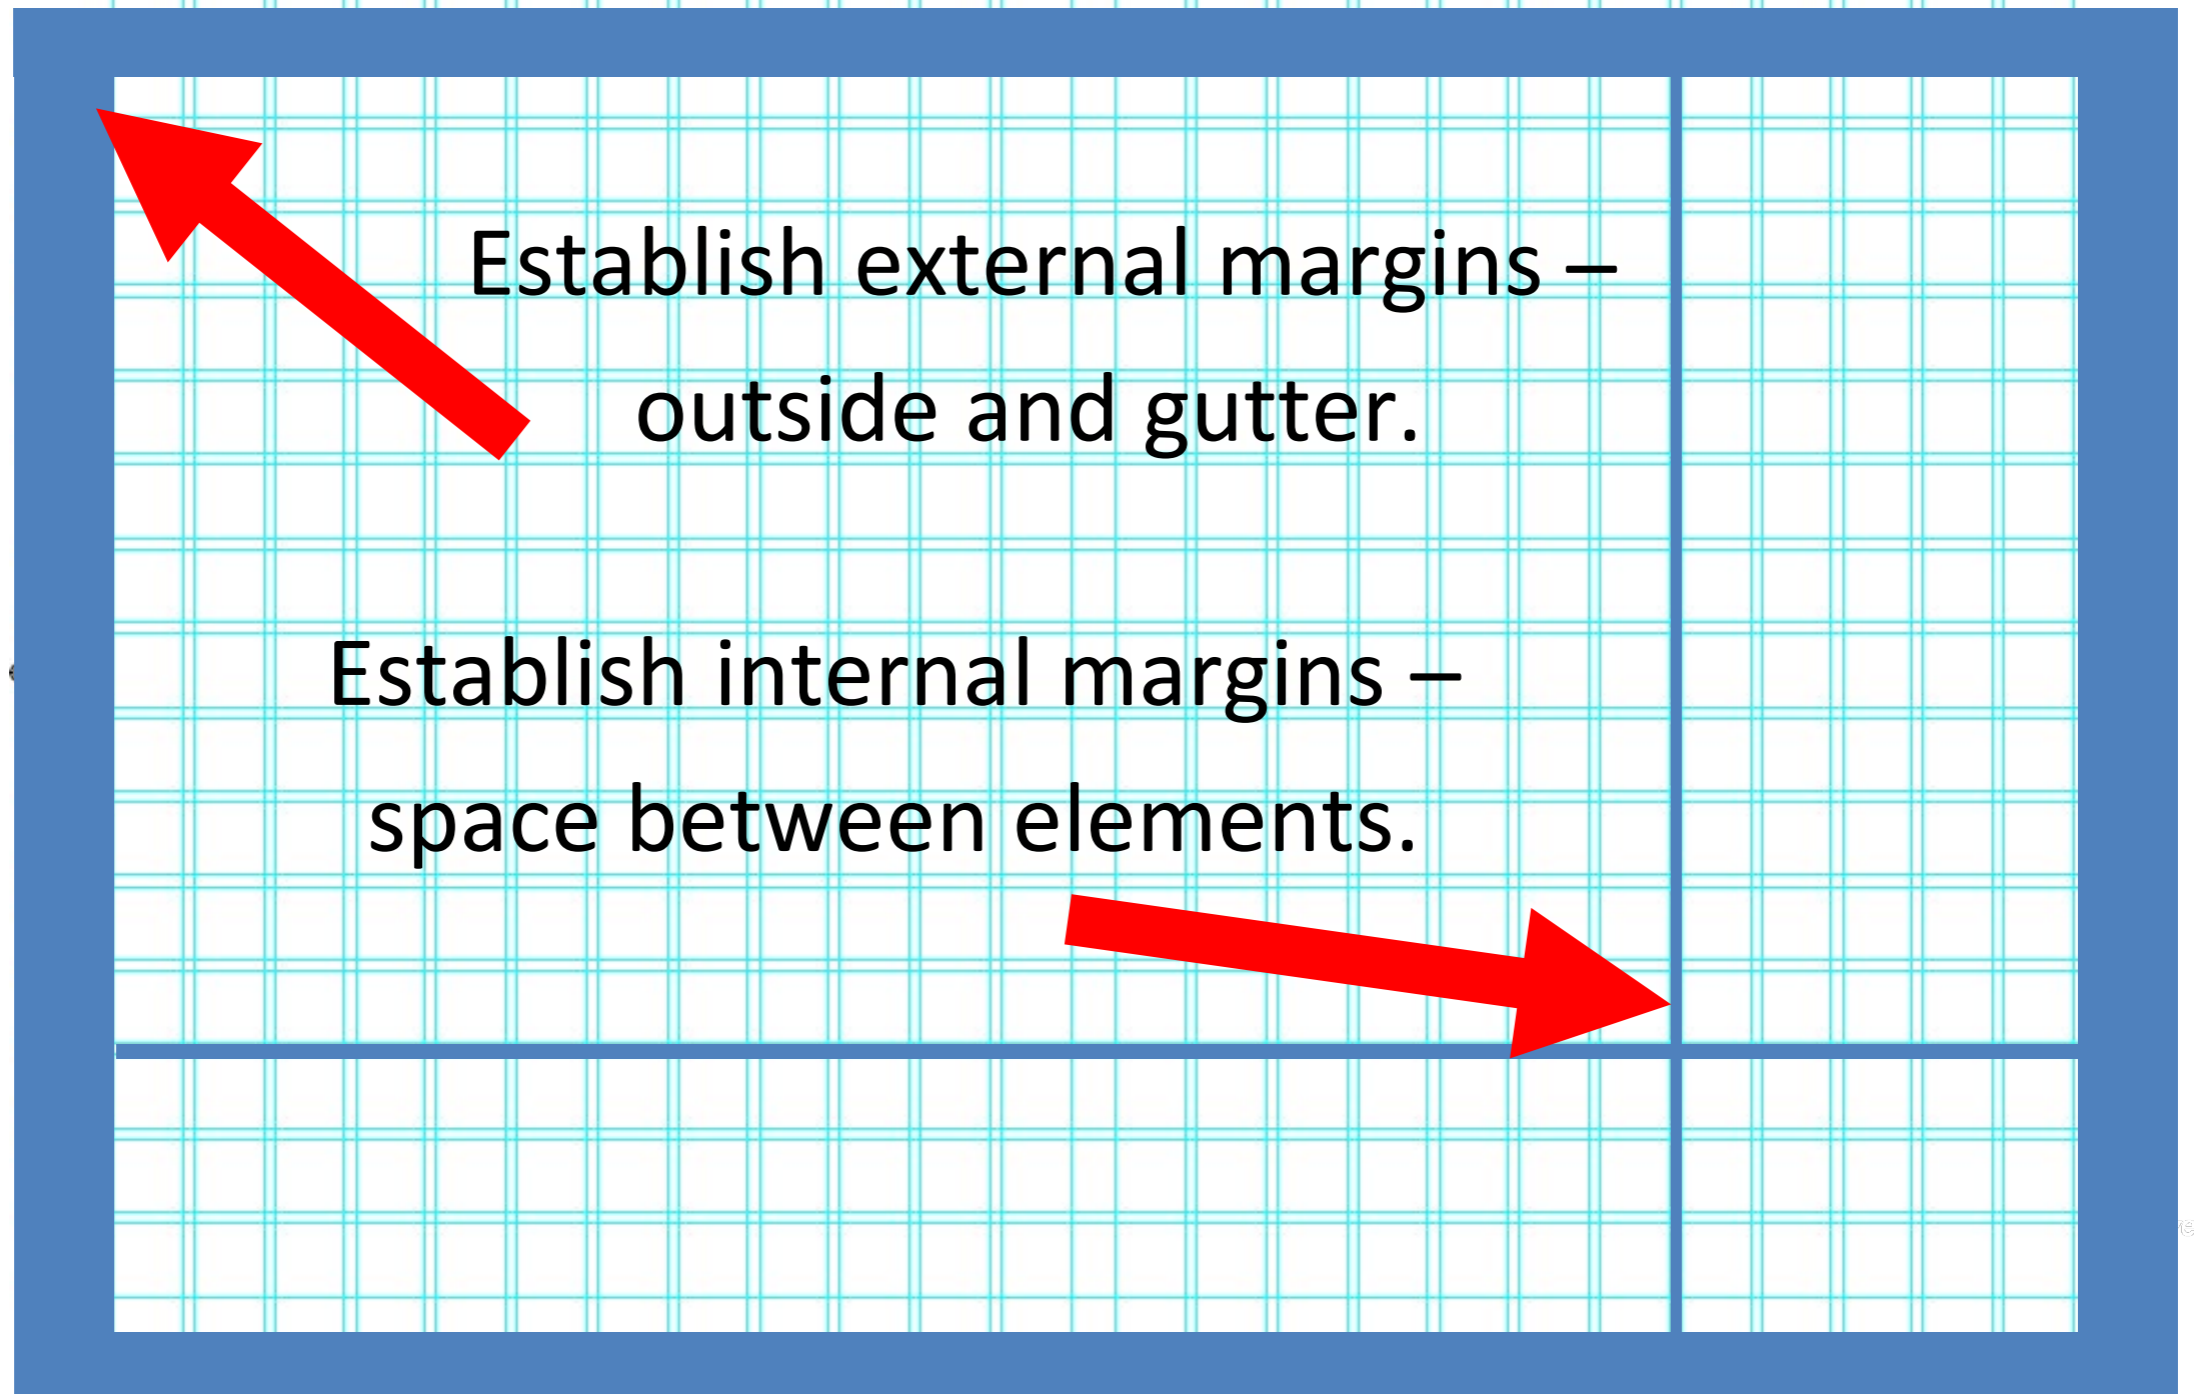 Establish external margins –
outside and gutter.
Establish internal margins –
space between elements.